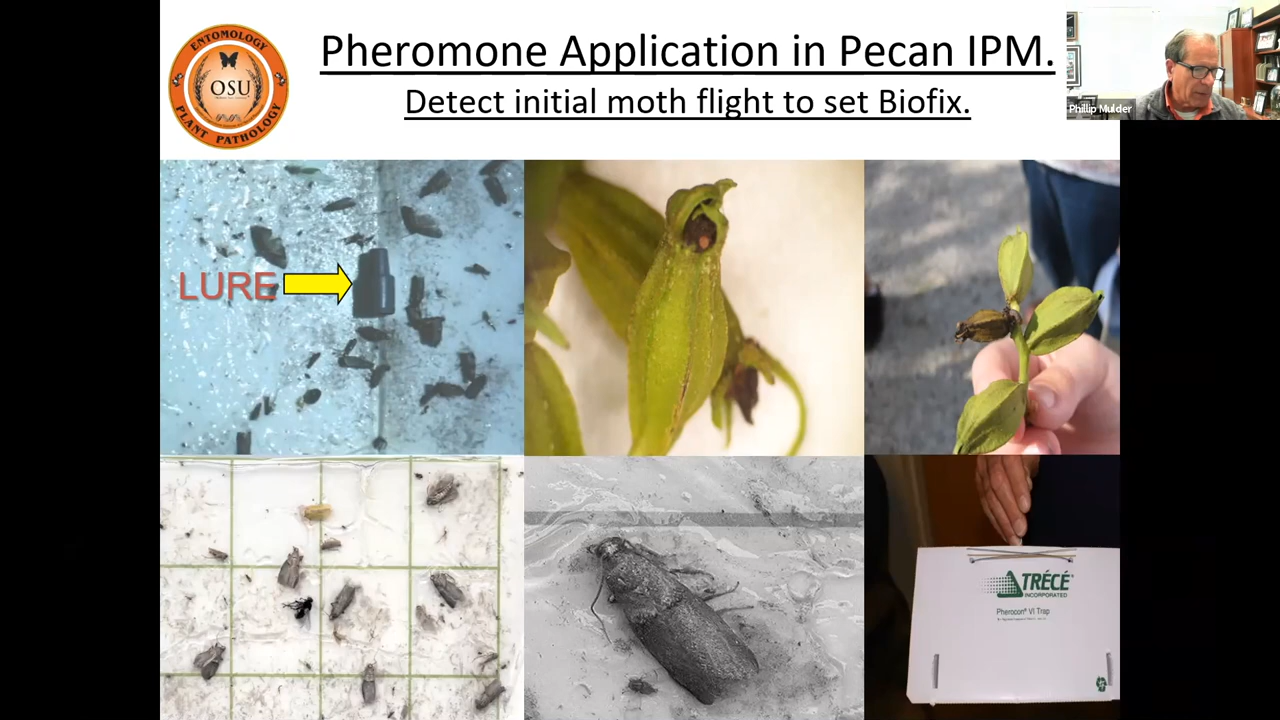 Pheromone Application in Pecan IPM.
Detect initial moth flight to set Biofix.
ENTOMOLOGY
OSU
PLANT PATHOLOGY
Phillip Mulder
LURE
TRÉCÉ
INCORPORATED
Pherocon® VI Trap